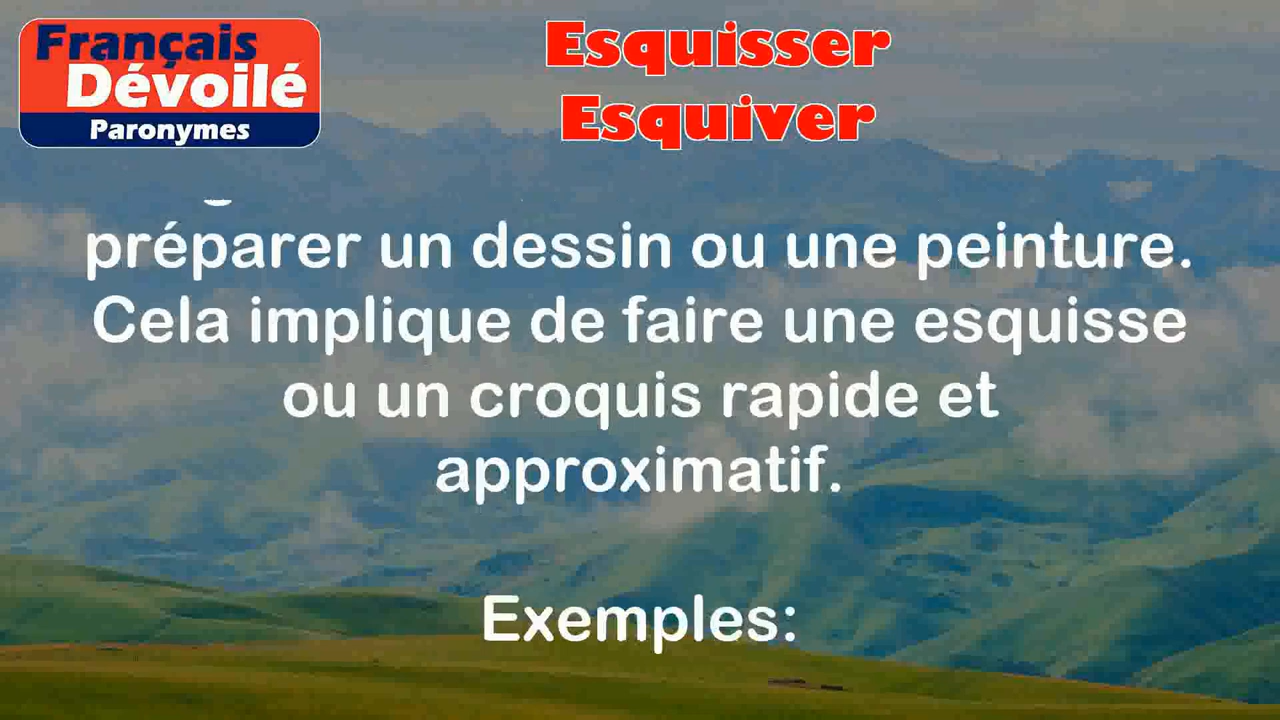 Français
Dévoilé
Paronymes
Esquisser
Esquiver
préparer un dessin ou une peinture.
Cela implique de faire une esquisse
ou un croquis rapide et
approximatif.
Exemples: